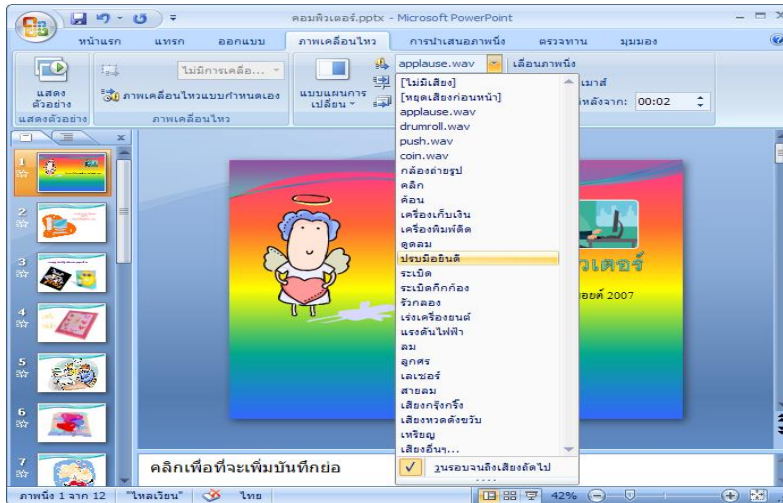 คอมพิวเตอร์.pptx - Microsoft PowerPoint
หน้าแรก แทรก ออกแบบ ภาพเคลื่อนไหว การนำเสนอภาพนิ่ง ตรวจทาน มุมมอง
แสดงตัวอย่าง
ไม่มีการเคลื่อ...
ภาพเคลื่อนไหวแบบกำหนดเอง
แบบแผนการเปลี่ยน
applause.wav
เลื่อนภาพนิ่ง
เมาส์
หลังจาก: 00:02
แสดงตัวอย่าง ภาพเคลื่อนไหว
[ไม่มีเสียง]
[หยุดเสียงก่อนหน้า]
applause.wav
drumroll.wav
push.wav
coin.wav
กล้องถ่ายรูป
คลิก
ค้อน
เครื่องเก็บเงิน
เครื่องพิมพ์ดีด
ดูดลม
ปรบมือยินดี
ระเบิด
ระเบิดกึกก้อง
รัวกลอง
เร่งเครื่องยนต์
แรงดันไฟฟ้า
ลม
ลูกศร
เลเซอร์
สายลม
เสียงกรุ๊งกริ๊ง
เสียงหวดดังขวับ
เหรียญ
เสียงอื่นๆ...
วนรอบจนถึงเสียงถัดไป
1
2
3
4
5
6
7
วเตอร์
อยต์ 2007
คลิกเพื่อที่จะเพิ่มบันทึกย่อ
ภาพนิ่ง 1 จาก 12 "ไหลเวียน" ไทย 42%